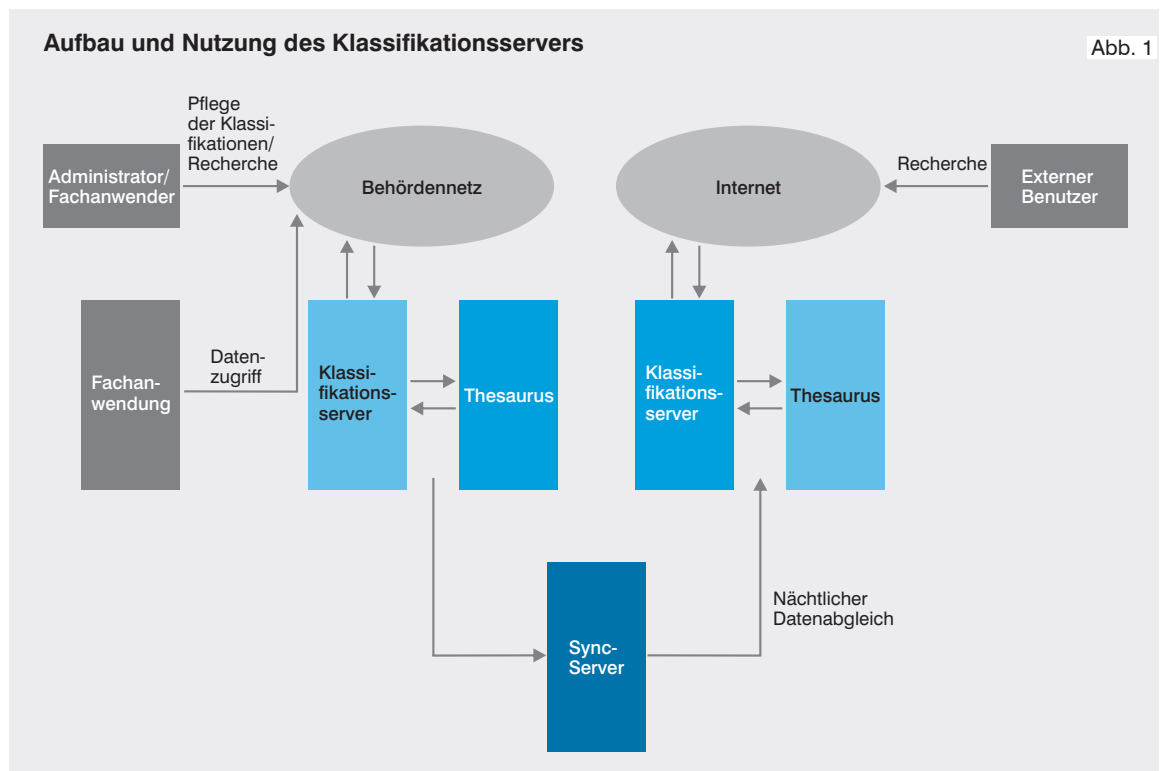 Aufbau und Nutzung des Klassifikationsservers
Abb. 1
Pflege
der Klassi-
fikationen/
Recherche
Administrator/
Fachanwender
Behördennetz
Internet
Recherche
Externer
Benutzer
Fachan-
wendung
Daten-
zugriff
Klassi-
fikations-
server
Thesaurus
Klassi-
fikations-
server
Thesaurus
Sync-
Server
Nächtlicher
Datenabgleich